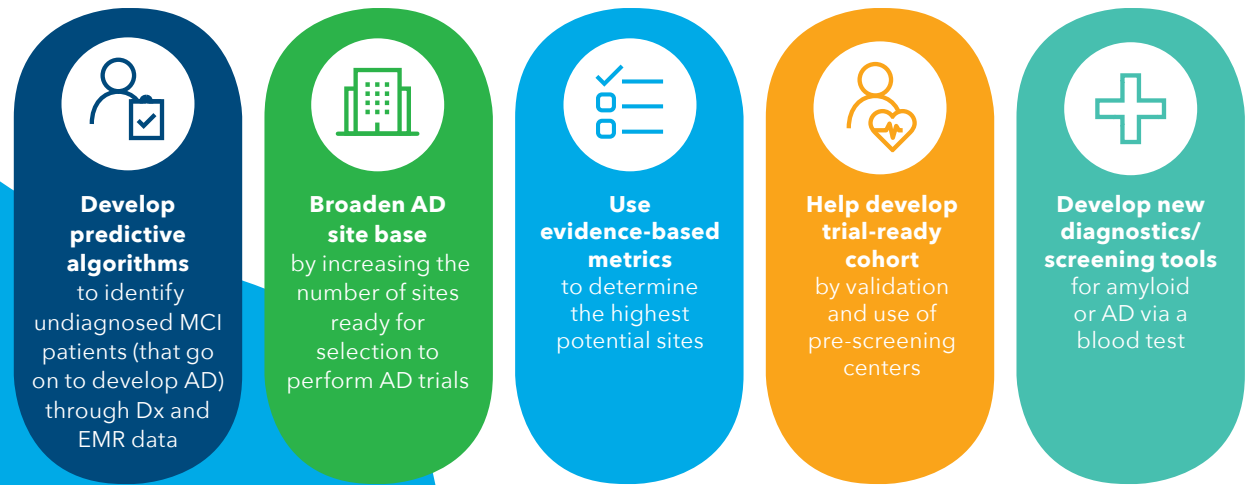 Develop
predictive
algorithms
to identify
undiagnosed MCI
patients (that go
on to develop AD)
through Dx and
EMR data
Broaden AD
site base
by increasing the
number of sites
ready for
selection to
perform AD trials
Use
evidence-based
metrics
to determine
the highest
potential sites
Help develop
trial-ready
cohort
by validation
and use of
pre-screening
centers
Develop new
diagnostics/
screening tools
for amyloid
or AD via a
blood test